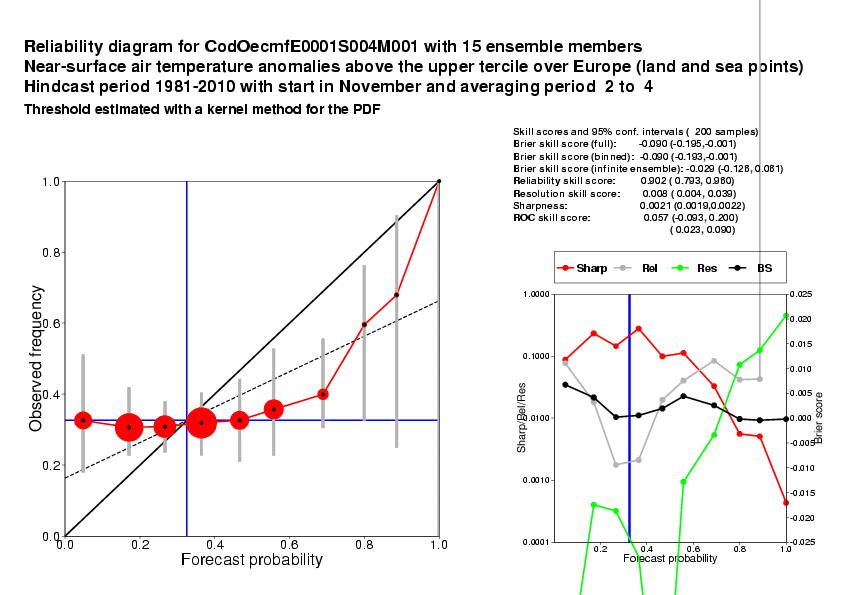 Reliability diagram for CodOecmfE0001S004M001 with 15 ensemble members
Near-surface air temperature anomalies above the upper tercile over Europe (land and sea points)
Hindcast period 1981-2010 with start in November and averaging period 2 to 4
Threshold estimated with a kernel method for the PDF
Skill scores and 95% conf. intervals ( 200 samples)
Brier skill score (full): -0.090 (-0.195,-0.001)
Brier skill score (binned): -0.090 (-0.193,-0.001)
Brier skill score (infinite ensemble): -0.029 (-0.126, 0.081)
Reliability skill score: 0.902 ( 0.793, 0.960)
Resolution skill score: 0.008 ( 0.004, 0.039)
Sharpness: 0.0021 (0.0019,0.0022)
ROC skill score: 0.057 (-0.093, 0.200)
( 0.023, 0.090)
1.0
0.8
0.6
0.4
0.2
0.0
Observed frequency
0.0 0.2 0.4 0.6 0.8 1.0
Forecast probability
Sharp Rel Res BS
1.0000
0.1000
0.0100
0.0010
0.0001
Sharp/Rel/Res
0.025
0.020
0.015
0.010
0.005
0.000
-0.005
-0.010
-0.015
-0.020
-0.025
Brier score
0.2 0.4 0.6 0.8 1.0
Forecast probability